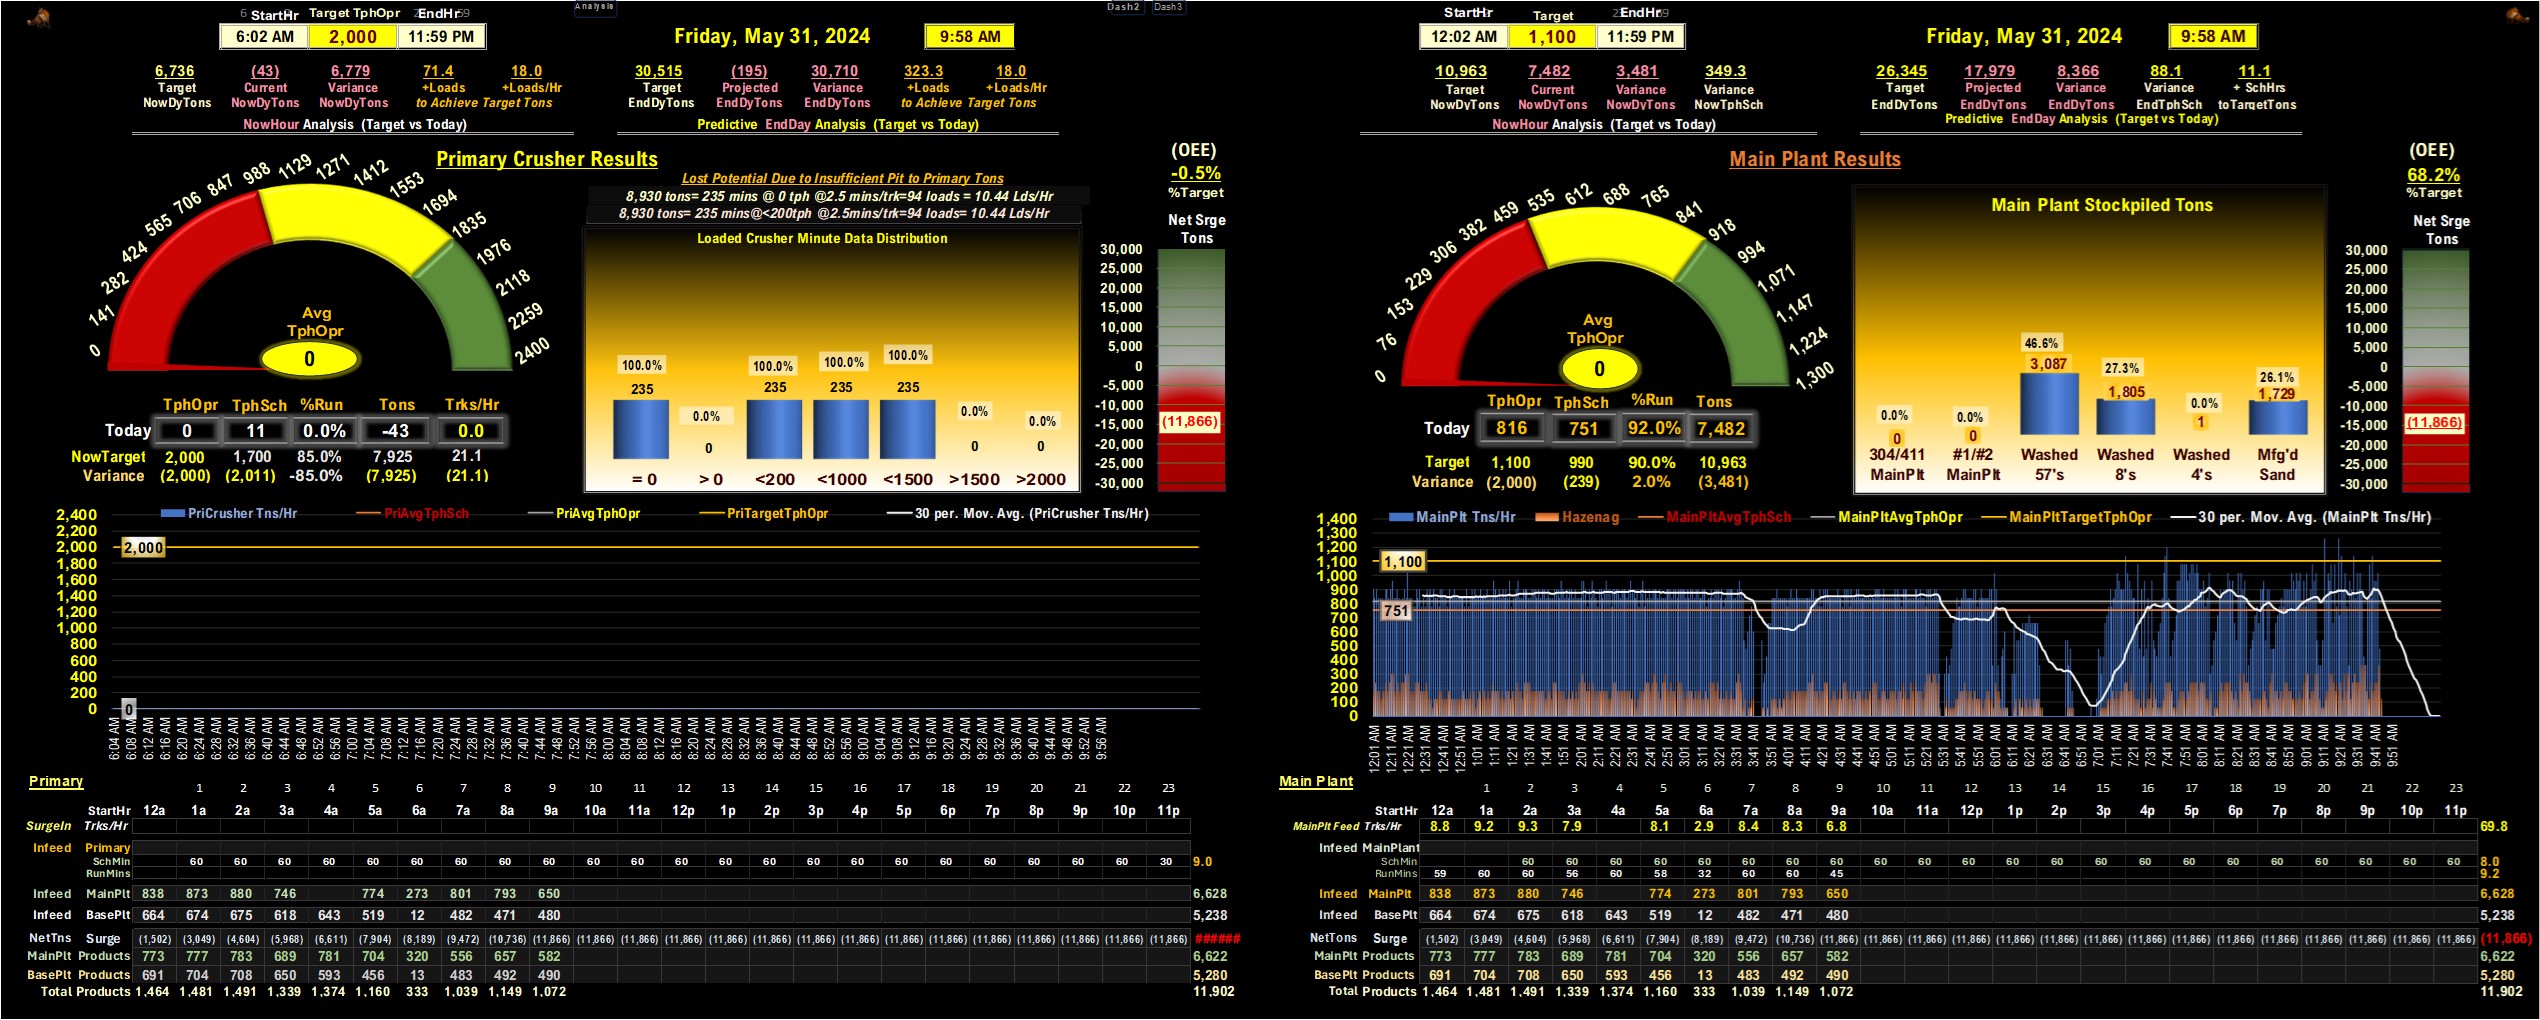 StartHr Target TphOpr EndHr
6:02 AM 2,000 11:59 PM
Analysis
Dash2 Dash3
Friday, May 31, 2024 9:58 AM
6,736 (43) 6,779 71.4 18.0
Target Current Variance +Loads +Loads/Hr
NowDyTons NowDyTons NowDyTons to Achieve Target Tons
NowHour Analysis (Target vs Today)
30,515 (195) 30,710 323.3 18.0
Target Projected Variance +Loads +Loads/Hr
EndDyTons EndDyTons EndDyTons to Achieve Target Tons
Predictive EndDay Analysis (Target vs Today)
Primary Crusher Results
(OEE)
-0.5%
%Target
Lost Potential Due to Insufficient Pit to Primary Tons
8,930 tons= 235 mins @ 0 tph @2.5 mins/trk=94 loads= 10.44 Lds/Hr
8,930 tons= 235 mins@<200tph @2.5mins/trk=94 loads= 10.44 Lds/Hr
0 141 282 424 565 706 847 988 1129 1271 1412 1553 1694 1835 1976 2118 2259 2400
Avg
TphOpr
0
Loaded Crusher Minute Data Distribution
100.0% 0.0% 100.0% 100.0% 100.0% 0.0% 0.0%
235 0 235 235 235 0 0
= 0 > 0 <200 <1000 <1500 >1500 >2000
Net Srge
Tons
30,000
25,000
20,000
15,000
10,000
5,000
0
-5,000
-10,000
-15,000
-20,000
-25,000
-30,000
(11,866)
TphOpr TphSch %Run Tons Trks/Hr
Today 0 11 0.0% -43 0.0
NowTarget 2,000 1,700 85.0% 7,925 21.1
Variance (2,000) (2,011) -85.0% (7,925) (21.1)
PriCrusher Tns/Hr PriAvgTphSch PriAvgTphOpr PriTargetTphOpr 30 per. Mov. Avg. (PriCrusher Tns/Hr)
2,400
2,200
2,000
1,800
1,600
1,400
1,200
1,000
800
600
400
200
0
2,000
0
6:04 AM 6:08 AM 6:12 AM 6:16 AM 6:20 AM 6:24 AM 6:28 AM 6:32 AM 6:36 AM 6:40 AM 6:44 AM 6:48 AM 6:52 AM 6:56 AM 7:00 AM 7:04 AM 7:08 AM 7:12 AM 7:16 AM 7:20 AM 7:24 AM 7:28 AM 7:32 AM 7:36 AM 7:40 AM 7:44 AM 7:48 AM 7:52 AM 7:56 AM 8:00 AM 8:04 AM 8:08 AM 8:12 AM 8:16 AM 8:20 AM 8:24 AM 8:28 AM 8:32 AM 8:36 AM 8:40 AM 8:44 AM 8:48 AM 8:52 AM 8:56 AM 9:00 AM 9:04 AM 9:08 AM 9:12 AM 9:16 AM 9:20 AM 9:24 AM 9:28 AM 9:32 AM 9:36 AM 9:40 AM 9:44 AM 9:48 AM 9:52 AM 9:56 AM
Primary
1 2 3 4 5 6 7 8 9 10 11 12 13 14 15 16 17 18 19 20 21 22 23
StartHr 12a 1a 2a 3a 4a 5a 6a 7a 8a 9a 10a 11a 12p 1p 2p 3p 4p 5p 6p 7p 8p 9p 10p 11p
SurgeIn Trks/Hr
Infeed Primary
SchMin 60 60 60 60 60 60 60 60 60 60 60 60 60 60 60 60 60 60 60 60 60 60 30 9.0
RunMins
Infeed MainPlt 838 873 880 746 774 273 801 793 650 6,628
Infeed BasePlt 664 674 675 618 643 519 12 482 471 480 5,238
NetTns Surge (1,502) (3,049) (4,604) (5,968) (6,611) (7,904) (8,189) (9,472) (10,736) (11,866) (11,866) (11,866) (11,866) (11,866) (11,866) (11,866) (11,866) (11,866) (11,866) (11,866) (11,866) (11,866) (11,866) (11,866) ######
MainPlt Products 773 777 783 689 781 704 320 556 657 582 6,622
BasePlt Products 691 704 708 650 593 456 13 483 492 490 5,280
Total Products 1,464 1,481 1,491 1,339 1,374 1,160 333 1,039 1,149 1,072 11,902
StartHr Target EndHr
12:02 AM 1,100 11:59 PM
Friday, May 31, 2024 9:58 AM
10,963 7,482 3,481 349.3
Target Current Variance Variance
NowDyTons NowDyTons NowDyTons NowTphSch
NowHour Analysis (Target vs Today)
26,345 17,979 8,366 88.1 11.1
Target Projected Variance Variance + SchHrs
EndDyTons EndDyTons EndDyTons EndTphSch toTargetTons
Predictive EndDay Analysis (Target vs Today)
Main Plant Results
(OEE)
68.2%
%Target
0 76 153 229 306 382 459 535 612 688 765 841 918 994 1,071 1,147 1,224 1,300
Avg
TphOpr
0
Main Plant Stockpiled Tons
0.0% 0.0% 46.6% 27.3% 0.0% 26.1%
0 0 3,087 1,805 1 1,729
304/411 #1/#2 Washed Washed Washed Mfg'd
MainPlt MainPlt 57's 8's 4's Sand
Net Srge
Tons
30,000
25,000
20,000
15,000
10,000
5,000
0
-5,000
-10,000
-15,000
-20,000
-25,000
-30,000
(11,866)
TphOpr TphSch %Run Tons
Today 816 751 92.0% 7,482
Target 1,100 990 90.0% 10,963
Variance (2,000) (239) 2.0% (3,481)
MainPlt Tns/Hr Hazenag MainPltAvgTphSch MainPltAvgTphOpr MainPltTargetTphOpr 30 per. Mov. Avg. (MainPlt Tns/Hr)
1,400
1,300
1,200
1,100
1,000
900
800
700
600
500
400
300
200
100
0
1,100
751
12:01 AM 12:11 AM 12:21 AM 12:31 AM 12:41 AM 12:51 AM 1:01 AM 1:11 AM 1:21 AM 1:31 AM 1:41 AM 1:51 AM 2:01 AM 2:11 AM 2:21 AM 2:31 AM 2:41 AM 2:51 AM 3:01 AM 3:11 AM 3:21 AM 3:31 AM 3:41 AM 3:51 AM 4:01 AM 4:11 AM 4:21 AM 4:31 AM 4:41 AM 4:51 AM 5:01 AM 5:11 AM 5:21 AM 5:31 AM 5:41 AM 5:51 AM 6:01 AM 6:11 AM 6:21 AM 6:31 AM 6:41 AM 6:51 AM 7:01 AM 7:11 AM 7:21 AM 7:31 AM 7:41 AM 7:51 AM 8:01 AM 8:11 AM 8:21 AM 8:31 AM 8:41 AM 8:51 AM 9:01 AM 9:11 AM 9:21 AM 9:31 AM 9:41 AM 9:51 AM
Main Plant
1 2 3 4 5 6 7 8 9 10 11 12 13 14 15 16 17 18 19 20 21 22 23
StartHr 12a 1a 2a 3a 4a 5a 6a 7a 8a 9a 10a 11a 12p 1p 2p 3p 4p 5p 6p 7p 8p 9p 10p 11p
MainPlt Feed Trks/Hr 8.8 9.2 9.3 7.9 8.1 2.9 8.4 8.3 6.8 69.8
Infeed MainPlant
SchMin 60 60 60 60 60 60 60 60 60 60 60 60 60 60 60 60 60 60 60 60 60 60 8.0
RunMins 59 60 60 56 60 58 32 60 60 45 9.2
Infeed MainPlt 838 873 880 746 774 273 801 793 650 6,628
Infeed BasePlt 664 674 675 618 643 519 12 482 471 480 5,238
NetTons Surge (1,502) (3,049) (4,604) (5,968) (6,611) (7,904) (8,189) (9,472) (10,736) (11,866) (11,866) (11,866) (11,866) (11,866) (11,866) (11,866) (11,866) (11,866) (11,866) (11,866) (11,866) (11,866) (11,866) (11,866) (11,866)
MainPlt Products 773 777 783 689 781 704 320 556 657 582 6,622
BasePlt Products 691 704 708 650 593 456 13 483 492 490 5,280
Total Products 1,464 1,481 1,491 1,339 1,374 1,160 333 1,039 1,149 1,072 11,902